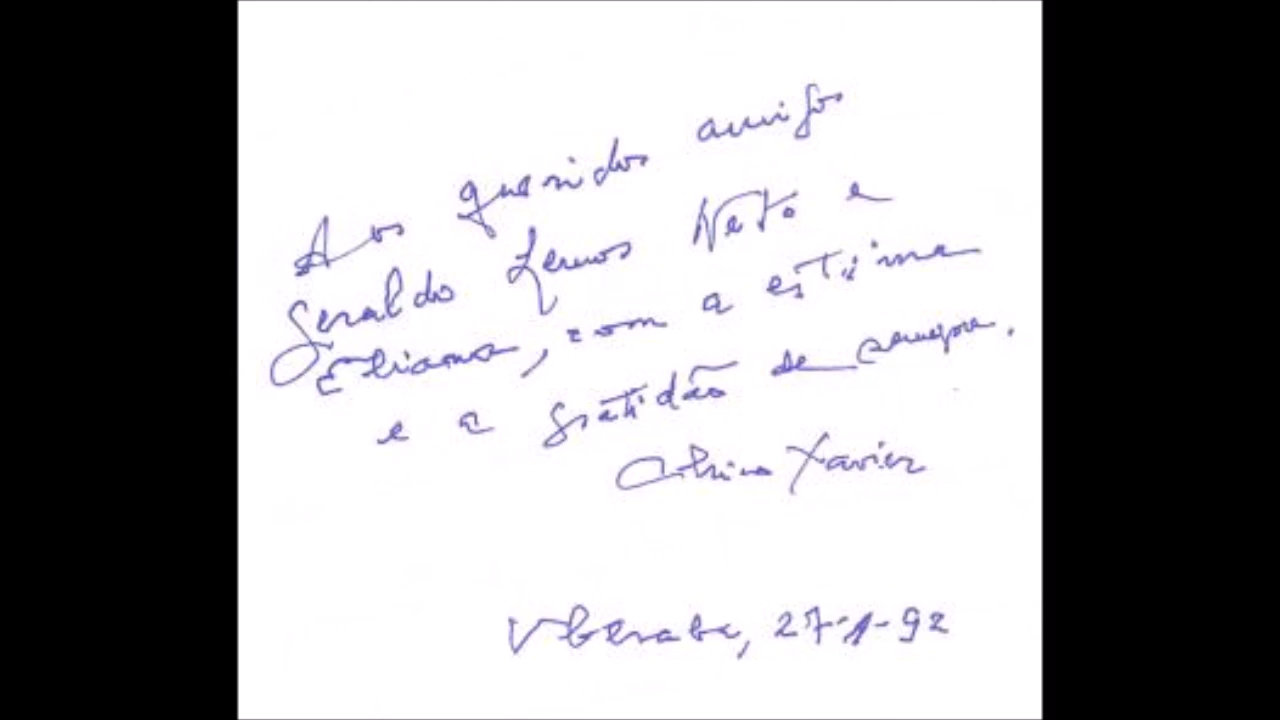 Aos queridos amigos
Geraldo Lemos Neto e
Eliana, com a estima
e a gratidão de sempre.
Chico Xavier
Uberaba, 27-1-92